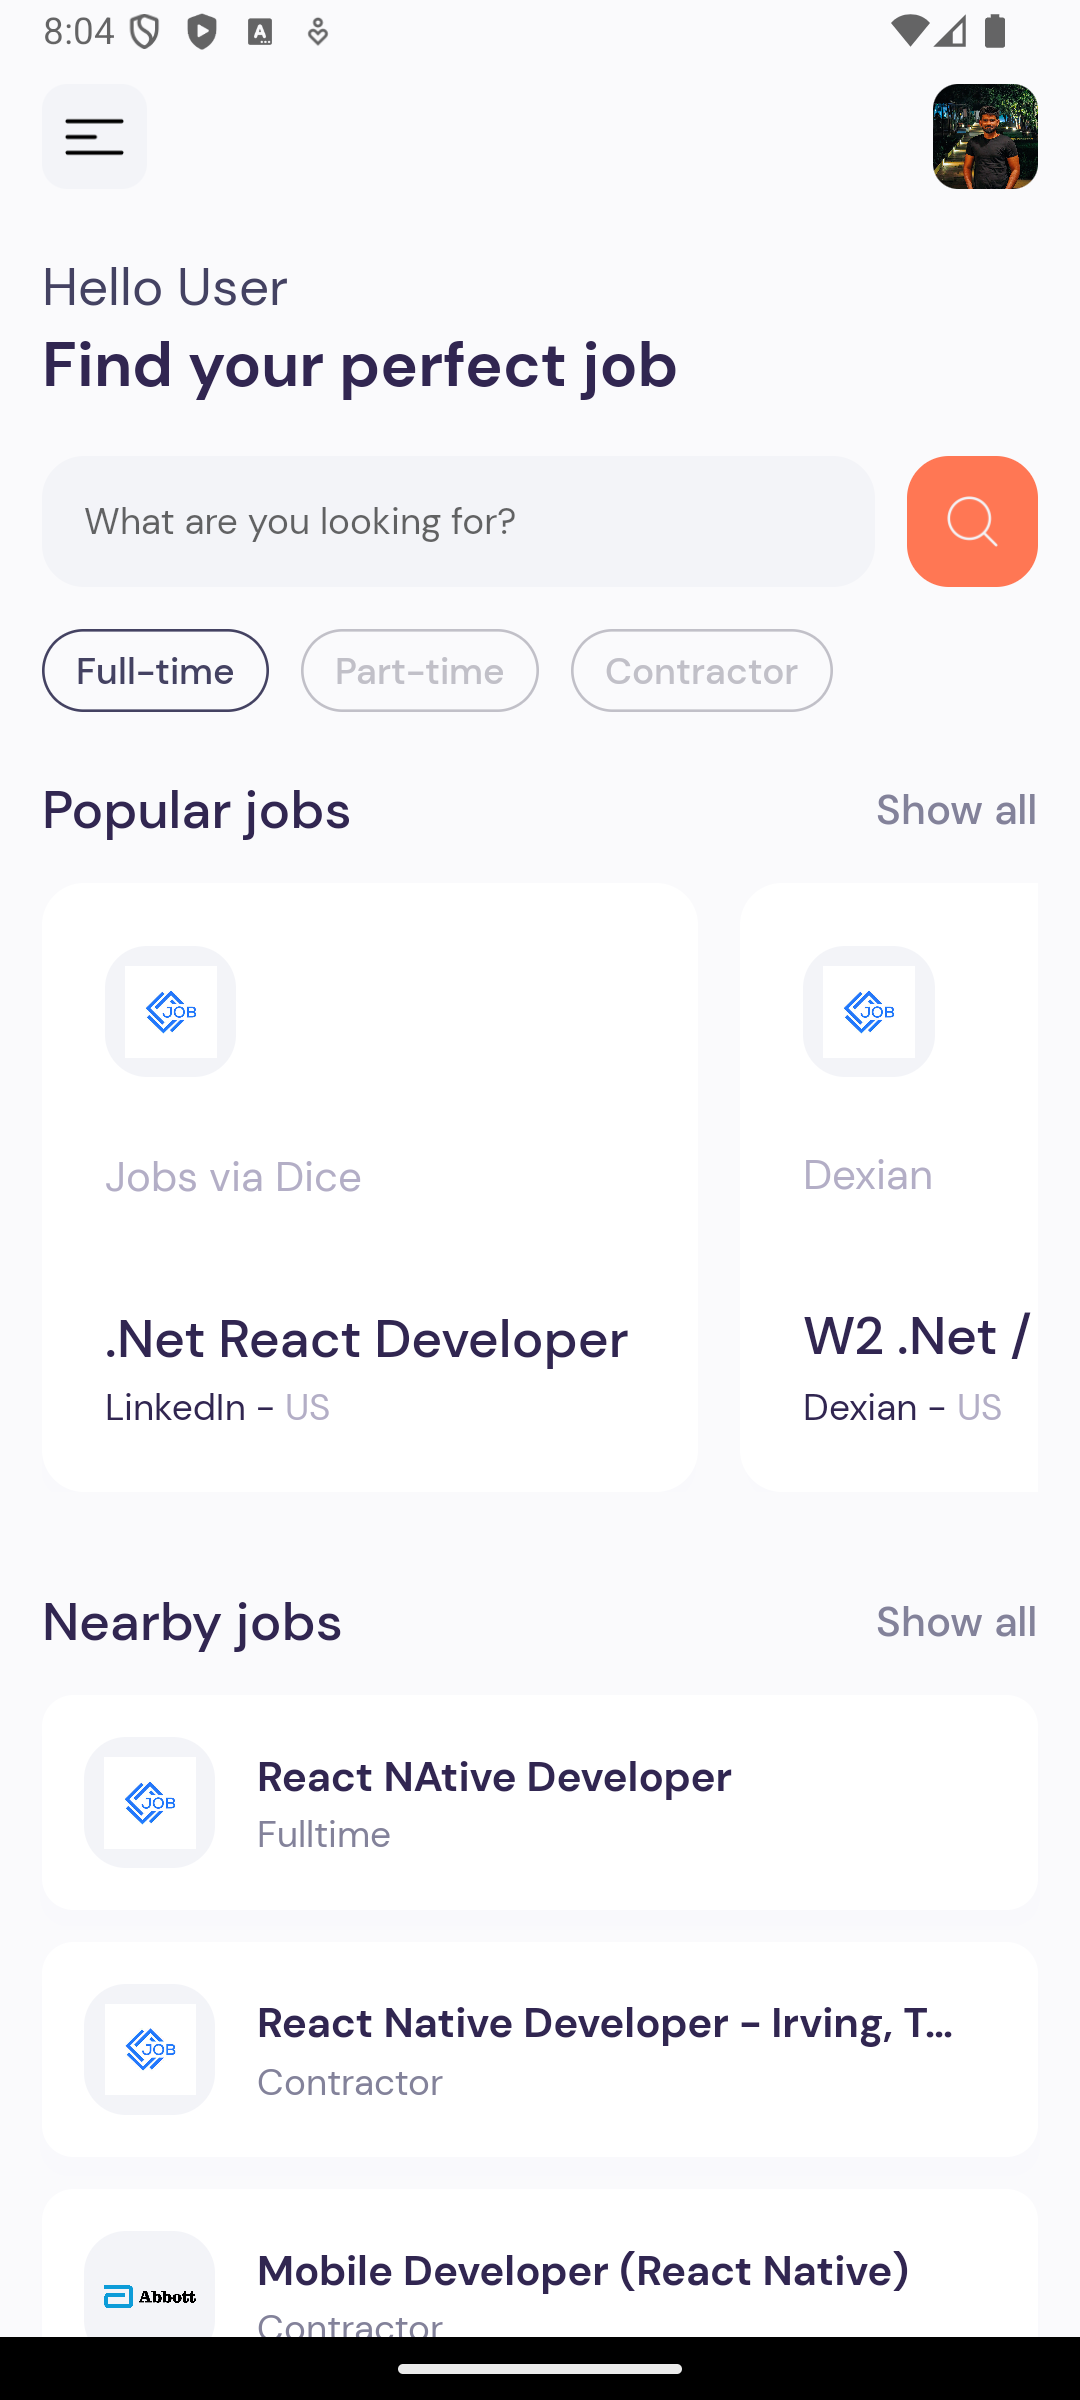 8:04
Hello User
Find your perfect job
What are you looking for?
Full-time Part-time Contractor
Popular jobs Show all
JOB JOB
Jobs via Dice Dexian
.Net React Developer W2 .Net /
LinkedIn - US Dexian - US
Nearby jobs Show all
JOB
React NAtive Developer
Fulltime
JOB
React Native Developer - Irving, T...
Contractor
Abbott
Mobile Developer (React Native)
Contractor